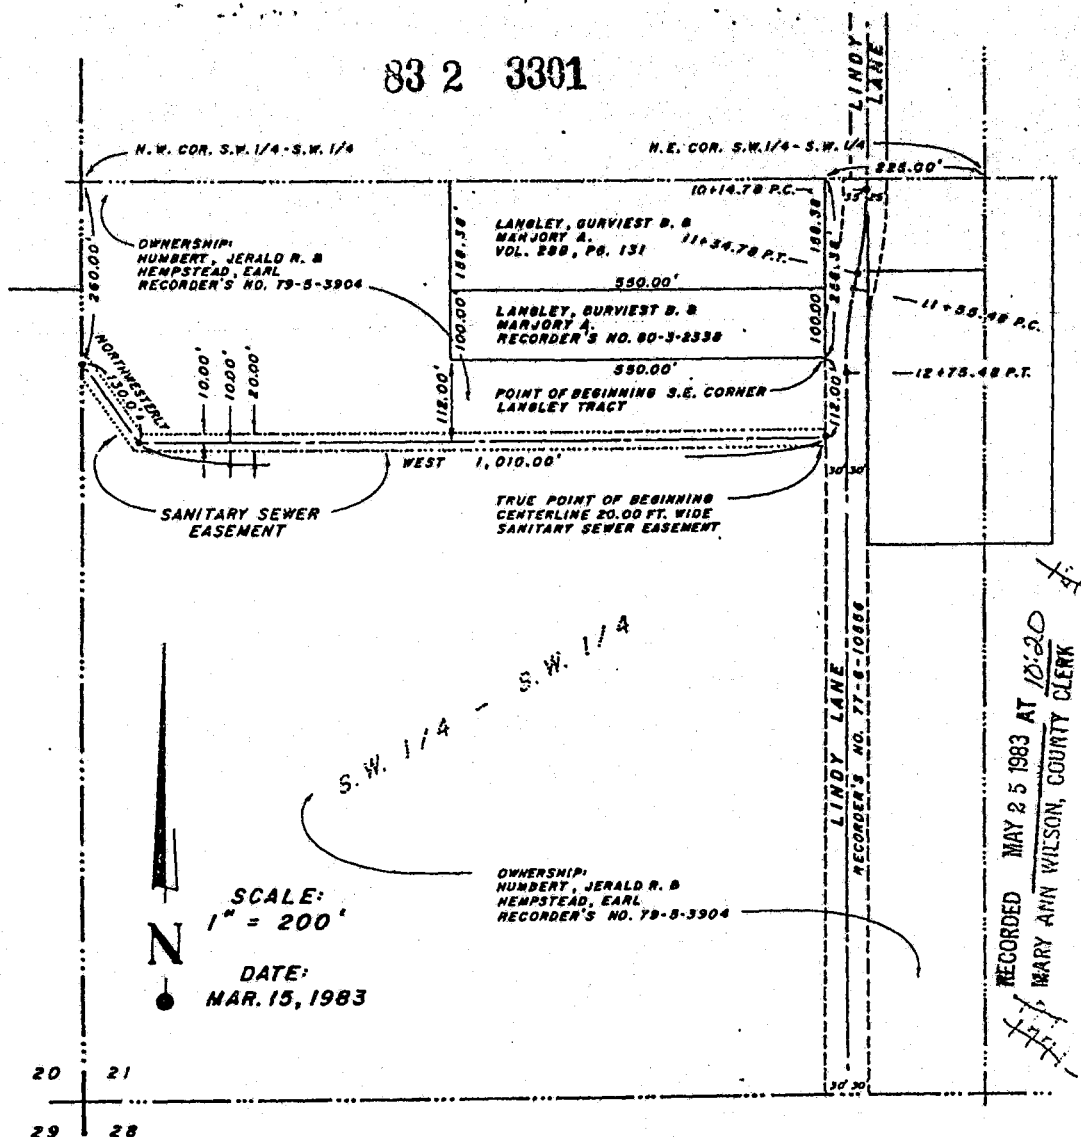 83 2 3301
LINDY
LANE
N.W. COR. S.W. 1/4 - S.W. 1/4
N.E. COR. S.W. 1/4 - S.W. 1/4
225.00'
10+14.78 P.C.
33' 25'
OWNERSHIP:
HUMBERT, JERALD R. &
HEMPSTEAD, EARL
RECORDER'S NO. 79-5-3904
260.00'
158.38'
LANGLEY, GURVIEST B. &
MARJORY A.
VOL. 288, PG. 131
11+34.78 P.T.
158.38'
258.38'
550.00'
100.00'
LANGLEY, GURVIEST B. &
MARJORY A.
RECORDER'S NO. 80-3-2338
100.00'
11+55.48 P.C.
550.00'
12+75.48 P.T.
NORTHWESTERLY
130.0'±
10.00'
10.00'
20.00'
112.00'
POINT OF BEGINNING S.E. CORNER
LANGLEY TRACT
112.00'
WEST 1,010.00'
30' 30'
SANITARY SEWER
EASEMENT
TRUE POINT OF BEGINNING
CENTERLINE 20.00 FT. WIDE
SANITARY SEWER EASEMENT
S.W. 1/4 - S.W. 1/4
LINDY LANE
RECORDER'S NO. 77-6-10886
OWNERSHIP:
HUMBERT, JERALD R. &
HEMPSTEAD, EARL
RECORDER'S NO. 79-5-3904
SCALE:
1" = 200'
N
DATE:
MAR. 15, 1983
RECORDED MAY 25 1983 AT 10:20
MARY ANN WILSON, COUNTY CLERK
20 21
30' 30'
29 28